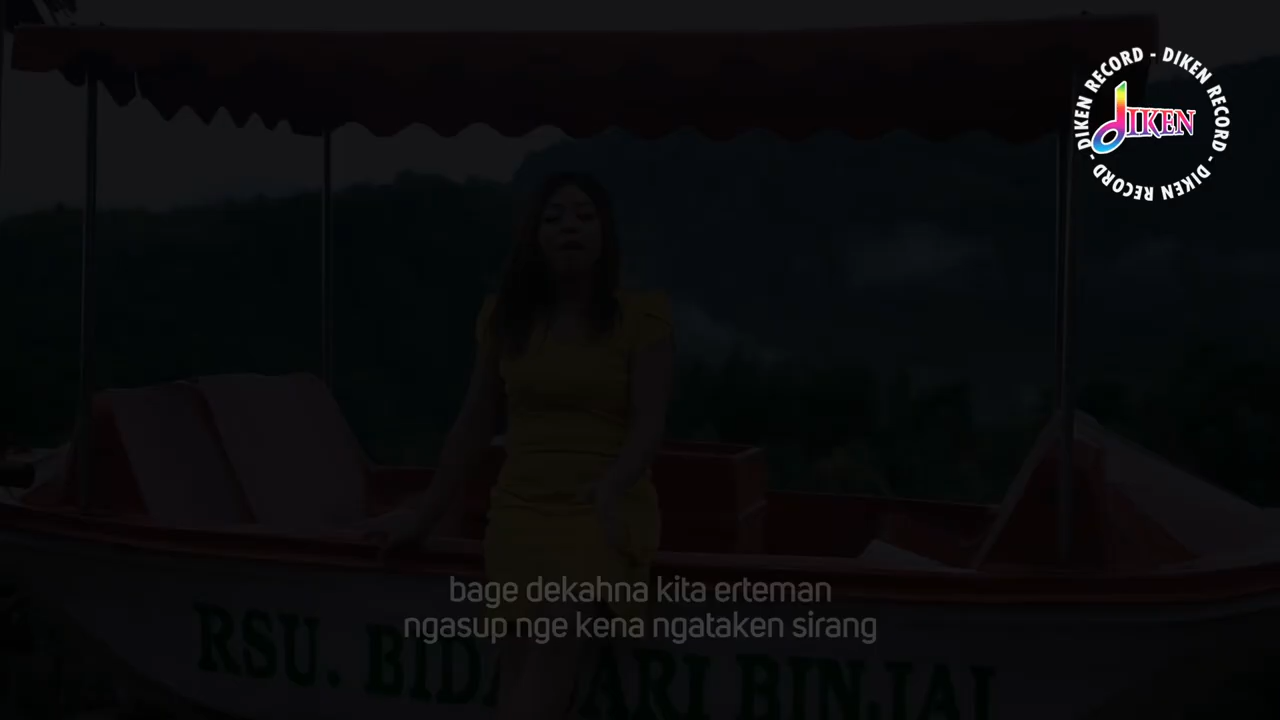 DIKEN RECORD - DIKEN RECORD - DIKEN RECORD -
DIKEN
bage dekahna kita erteman
ngasup nge kena ngataken sirang
RSU. BIDA ARI BINJAI